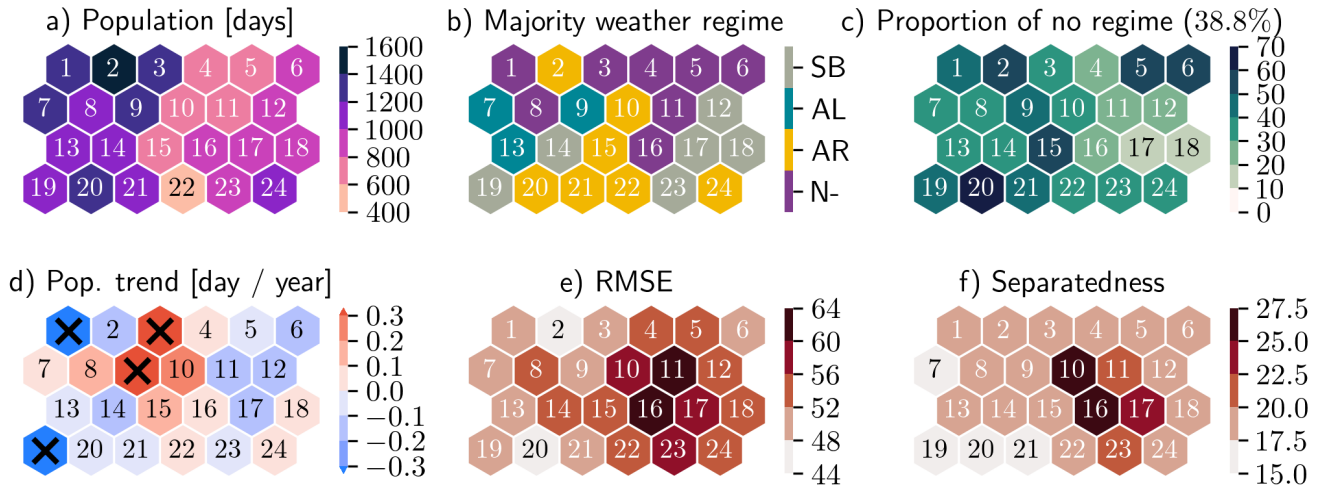 a) Population [days]
1 2 3 4 5 6
7 8 9 10 11 12
13 14 15 16 17 18
19 20 21 22 23 24
1600
1400
1200
1000
800
600
400
b) Majority weather regime
1 2 3 4 5 6
7 8 9 10 11 12
13 14 15 16 17 18
19 20 21 22 23 24
SB
AL
AR
N-
c) Proportion of no regime (38.8%)
1 2 3 4 5 6
7 8 9 10 11 12
13 14 15 16 17 18
19 20 21 22 23 24
70
60
50
40
30
20
10
0
d) Pop. trend [day / year]
2 4 5 6
7 8 10 11 12
13 14 15 16 17 18
20 21 22 23 24
0.3
0.2
0.1
0.0
−0.1
−0.2
−0.3
e) RMSE
1 2 3 4 5 6
7 8 9 10 11 12
13 14 15 16 17 18
19 20 21 22 23 24
64
60
56
52
48
44
f) Separatedness
1 2 3 4 5 6
7 8 9 10 11 12
13 14 15 16 17 18
19 20 21 22 23 24
27.5
25.0
22.5
20.0
17.5
15.0